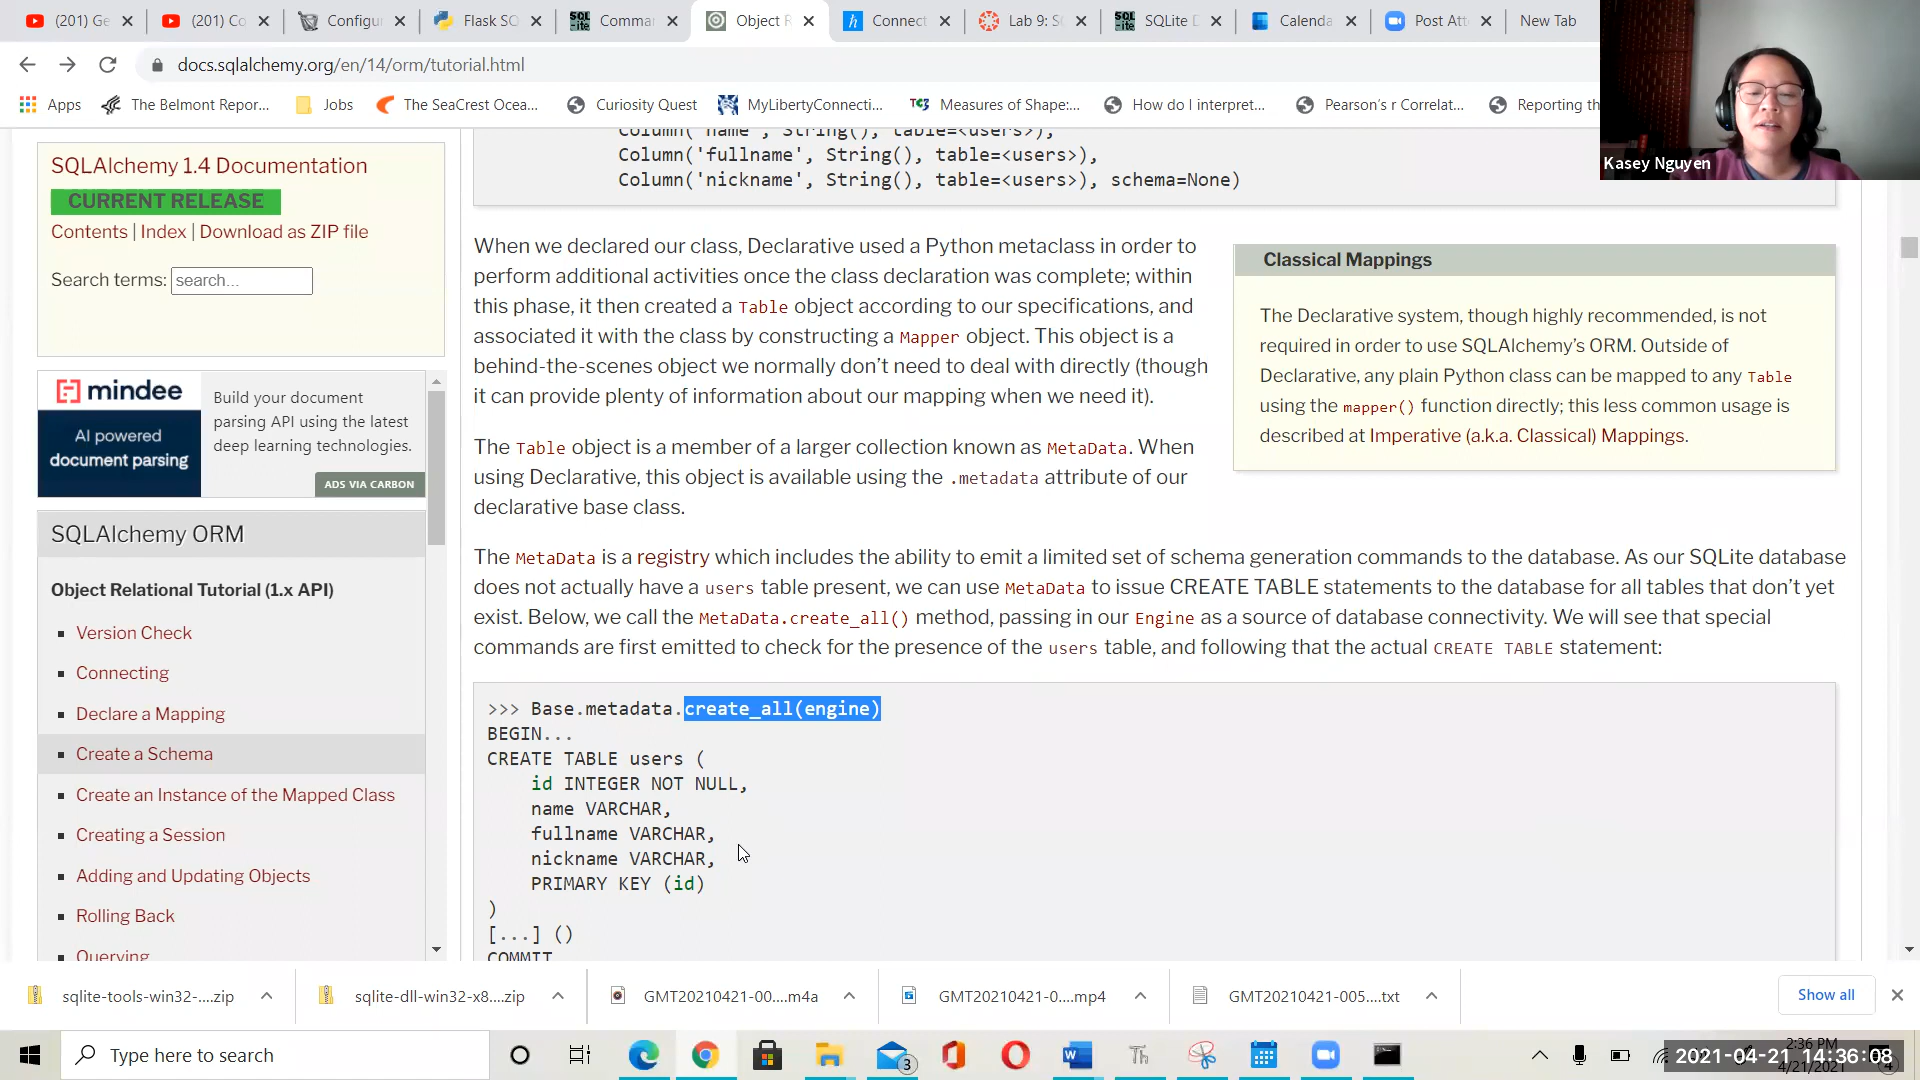 (201) Ge
(201) Co
Configur
Flask SQ
Comman
Object R
Connect
Lab 9: SQ
SQLite D
Calenda
Post Att
New Tab
docs.sqlalchemy.org/en/14/orm/tutorial.html
Apps
The Belmont Repor...
Jobs
The SeaCrest Ocea...
Curiosity Quest
MyLibertyConnecti...
Measures of Shape:...
How do I interpret...
Pearson's r Correlat...
Reporting th
Kasey Nguyen
SQLAlchemy 1.4 Documentation
CURRENT RELEASE
Contents | Index | Download as ZIP file
Search terms: search...
mindee
AI powered
document parsing
Build your document
parsing API using the latest
deep learning technologies.
ADS VIA CARBON
SQLAlchemy ORM
Object Relational Tutorial (1.x API)
Version Check
Connecting
Declare a Mapping
Create a Schema
Create an Instance of the Mapped Class
Creating a Session
Adding and Updating Objects
Rolling Back
Querying
Column('name', String(), table=<users>),
Column('fullname', String(), table=<users>),
Column('nickname', String(), table=<users>), schema=None)
When we declared our class, Declarative used a Python metaclass in order to
perform additional activities once the class declaration was complete; within
this phase, it then created a Table object according to our specifications, and
associated it with the class by constructing a Mapper object. This object is a
behind-the-scenes object we normally don't need to deal with directly (though
it can provide plenty of information about our mapping when we need it).
Classical Mappings
The Declarative system, though highly recommended, is not
required in order to use SQLAlchemy's ORM. Outside of
Declarative, any plain Python class can be mapped to any Table
using the mapper() function directly; this less common usage is
described at Imperative (a.k.a. Classical) Mappings.
The Table object is a member of a larger collection known as MetaData. When
using Declarative, this object is available using the .metadata attribute of our
declarative base class.
The MetaData is a registry which includes the ability to emit a limited set of schema generation commands to the database. As our SQLite database
does not actually have a users table present, we can use MetaData to issue CREATE TABLE statements to the database for all tables that don't yet
exist. Below, we call the MetaData.create_all() method, passing in our Engine as a source of database connectivity. We will see that special
commands are first emitted to check for the presence of the users table, and following that the actual CREATE TABLE statement:
>>> Base.metadata.create_all(engine)
BEGIN...
CREATE TABLE users (
id INTEGER NOT NULL,
name VARCHAR,
fullname VARCHAR,
nickname VARCHAR,
PRIMARY KEY (id)
)
[...] ()
COMMIT
sqlite-tools-win32-....zip
sqlite-dll-win32-x8....zip
GMT20210421-00....m4a
GMT20210421-0....mp4
GMT20210421-005....txt
Show all
Type here to search
3
2:36 PM
4/21/2021
2021-04-21 14:36:08